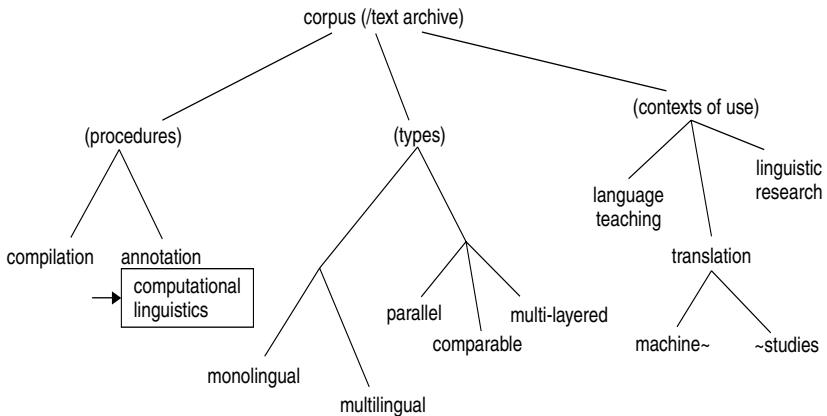 corpus (/text archive)
(procedures)
(types)
(contexts of use)
compilation
annotation
computational
linguistics
monolingual
multilingual
parallel
comparable
multi-layered
language
teaching
translation
linguistic
research
machine~
~studies